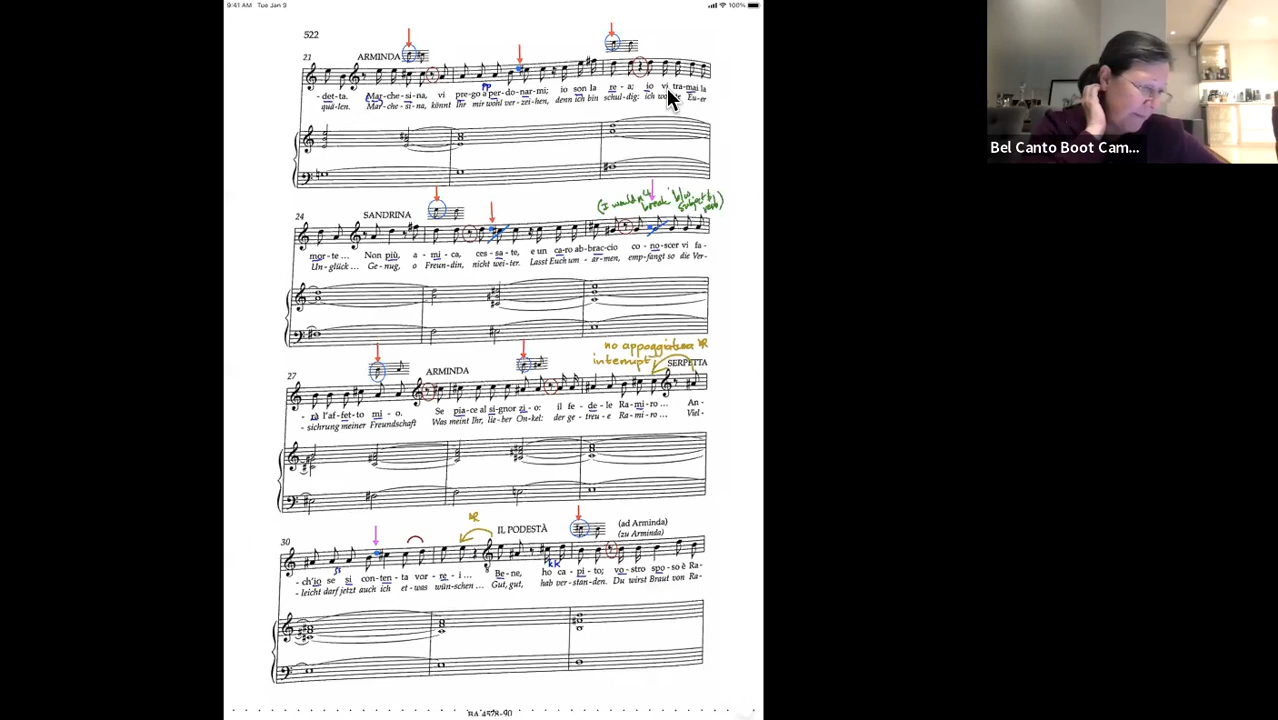 9:41 AM Tue Jan 9
100%
522
21
ARMINDA
-det-ta. Mar-che-si-na, vi pre-go a per-do-nar-mi; io son la re-a; io vi tra-mai la
quä-len. Mar-che-si-na, könnt Ihr mir wohl ver-zei-hen, denn ich bin schul-dig: ich Eu-er
pp
(I wouldn't break b/w subject & verb)
24
SANDRINA
mor-te... Non più, a-mi-ca, ces-sa-te, e un ca-ro ab-brac-cio co-no-scer vi fa-
Un-glück... Ge-nug, o Freun-din, nicht wei-ter. Lasst Euch um-ar-men, emp-fangt so die Ver-
no appoggiatura
interrupt
27
ARMINDA
SERPETTA
-rà l'af-fet-to mi-o. Se pia-ce al si-gnor zi-o: il fe-de-le Ra-mi-ro... An-
-sichrung meiner Freundschaft Was meint Ihr, lie-ber On-kel: der ge-treu-e Ra-mi-ro... Viel-
30
IL PODESTÀ
(ad Arminda)
(zu Arminda)
-ch'io se si con-ten-ta vor-re-i... Be-ne, ho ca-pi-to; vo-stro spo-so è Ra-
-leicht darf jetzt auch ich et-was wün-schen... Gut, gut, hab ver-stan-den. Du wirst Braut von Ra-
ss
kk
BA 4578-90
Bel Canto Boot Cam...